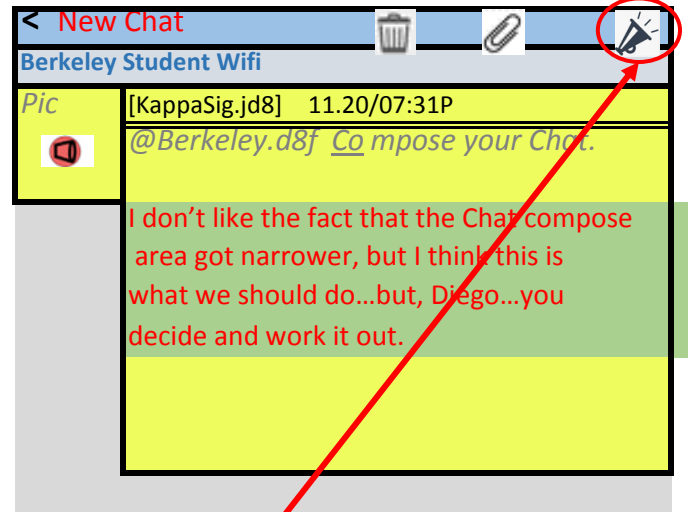 < New Chat
Berkeley Student Wifi
Pic
[KappaSig.jd8] 11.20/07:31P
@Berkeley.d8f Co mpose your Chat.
I don’t like the fact that the Chat compose
area got narrower, but I think this is
what we should do…but, Diego…you
decide and work it out.